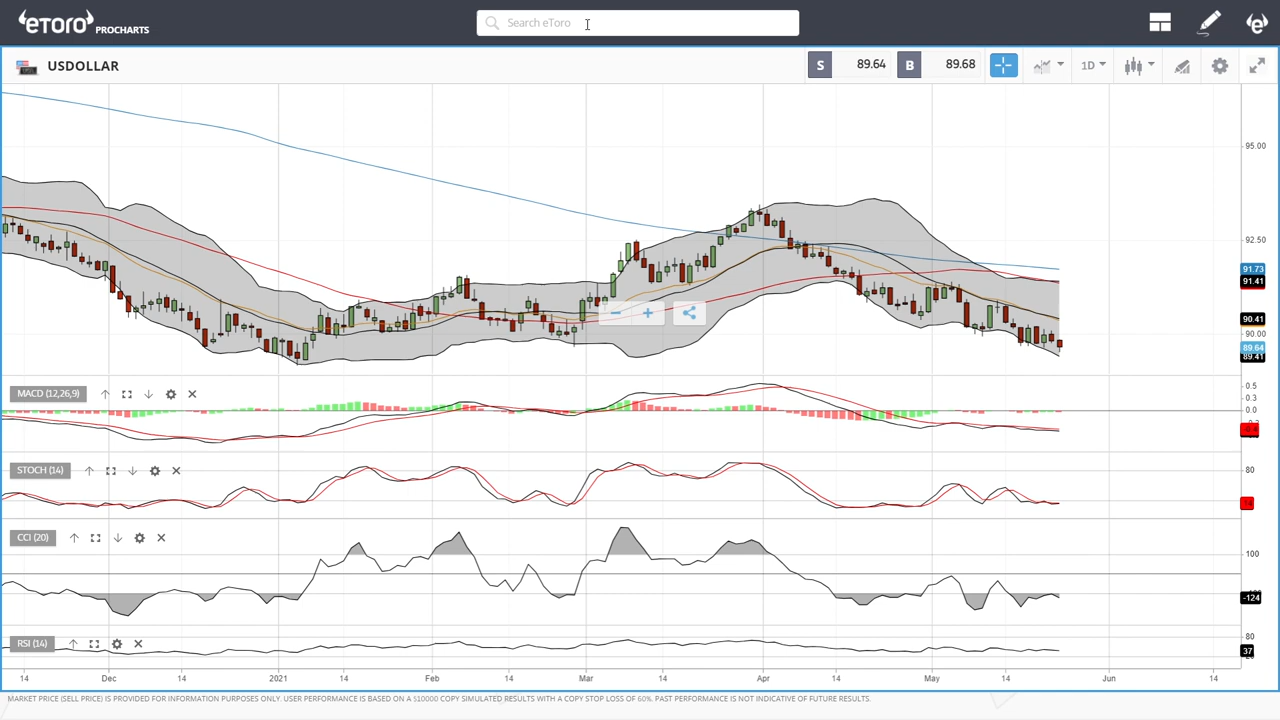 eToro PROCHARTS
Search eToro
USDOLLAR
S 89.64 B 89.68 1D
95.00
92.50
91.73
91.41
90.41
90.00
89.64
89.41
MACD (12,26,9)
0.5
0.3
0.0
STOCH (14)
80
CCI (20)
100
-124
RSI (14)
80
37
14 Dec 14 2021 14 Feb 14 Mar 14 Apr 14 May 14 Jun 14
MARKET PRICE (SELL PRICE) IS PROVIDED FOR INFORMATION PURPOSES ONLY. USER PERFORMANCE IS BASED ON A $10000 COPY SIMULATED RESULTS WITH A COPY STOP LOSS OF 60%. PAST PERFORMANCE IS NOT INDICATIVE OF FUTURE RESULTS.